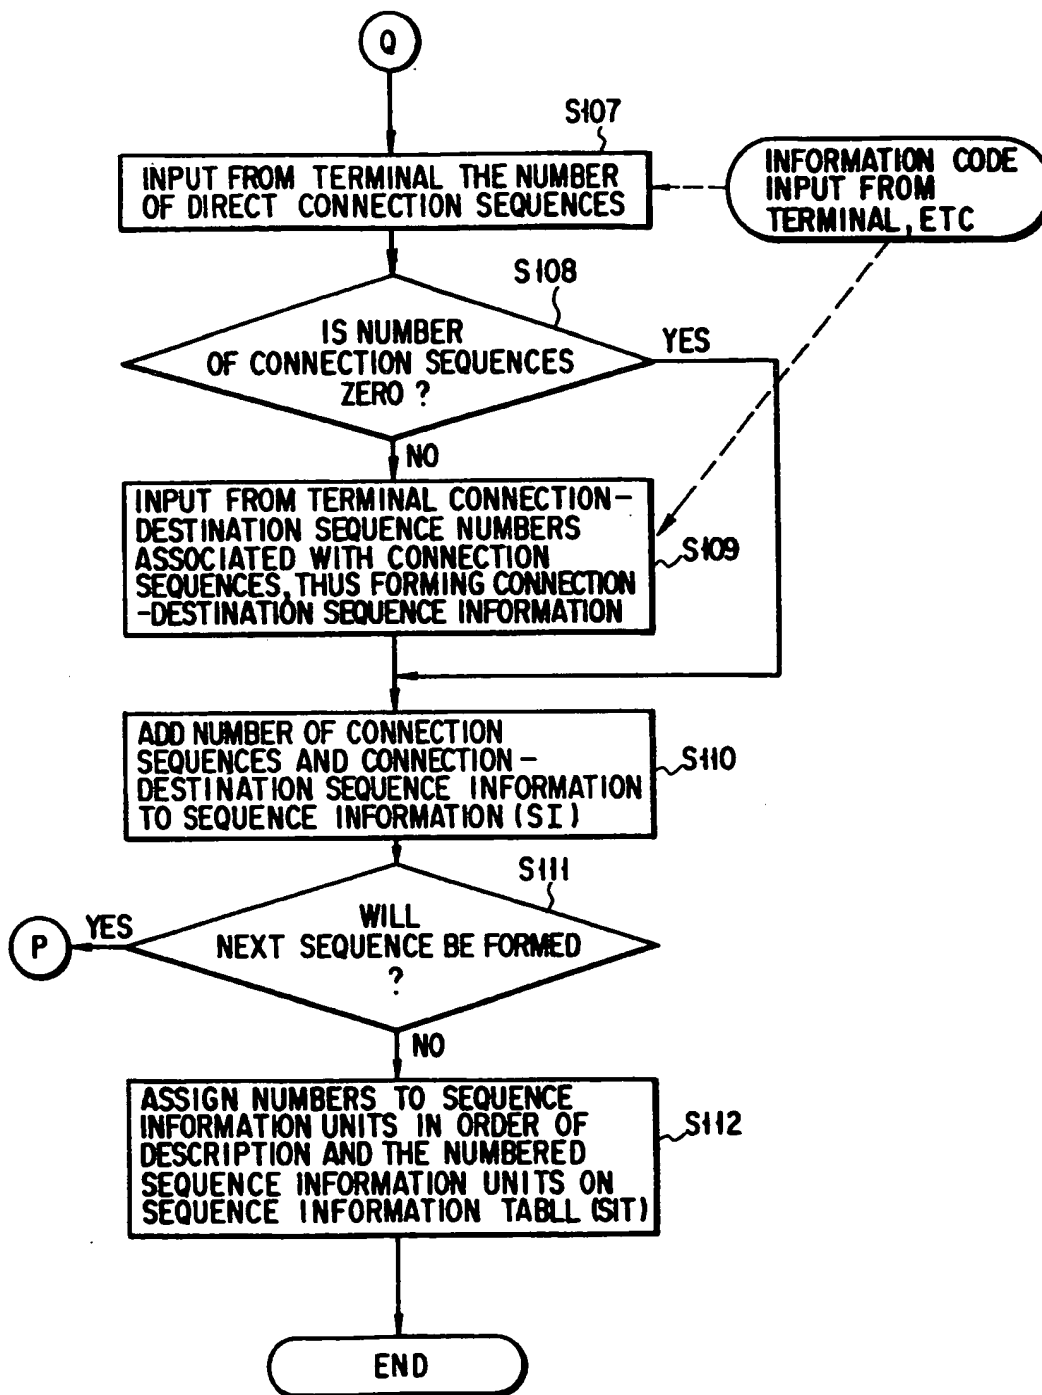 Q
S107
INPUT FROM TERMINAL THE NUMBER
OF DIRECT CONNECTION SEQUENCES
INFORMATION CODE
INPUT FROM
TERMINAL, ETC
S108
IS NUMBER
OF CONNECTION SEQUENCES
ZERO ?
YES
NO
INPUT FROM TERMINAL CONNECTION-
DESTINATION SEQUENCE NUMBERS
ASSOCIATED WITH CONNECTION
SEQUENCES, THUS FORMING CONNECTION
-DESTINATION SEQUENCE INFORMATION
S109
ADD NUMBER OF CONNECTION
SEQUENCES AND CONNECTION-
DESTINATION SEQUENCE INFORMATION
TO SEQUENCE INFORMATION (SI)
S110
S111
WILL
NEXT SEQUENCE BE FORMED
?
YES
P
NO
ASSIGN NUMBERS TO SEQUENCE
INFORMATION UNITS IN ORDER OF
DESCRIPTION AND THE NUMBERED
SEQUENCE INFORMATION UNITS ON
SEQUENCE INFORMATION TABLL (SIT)
S112
END